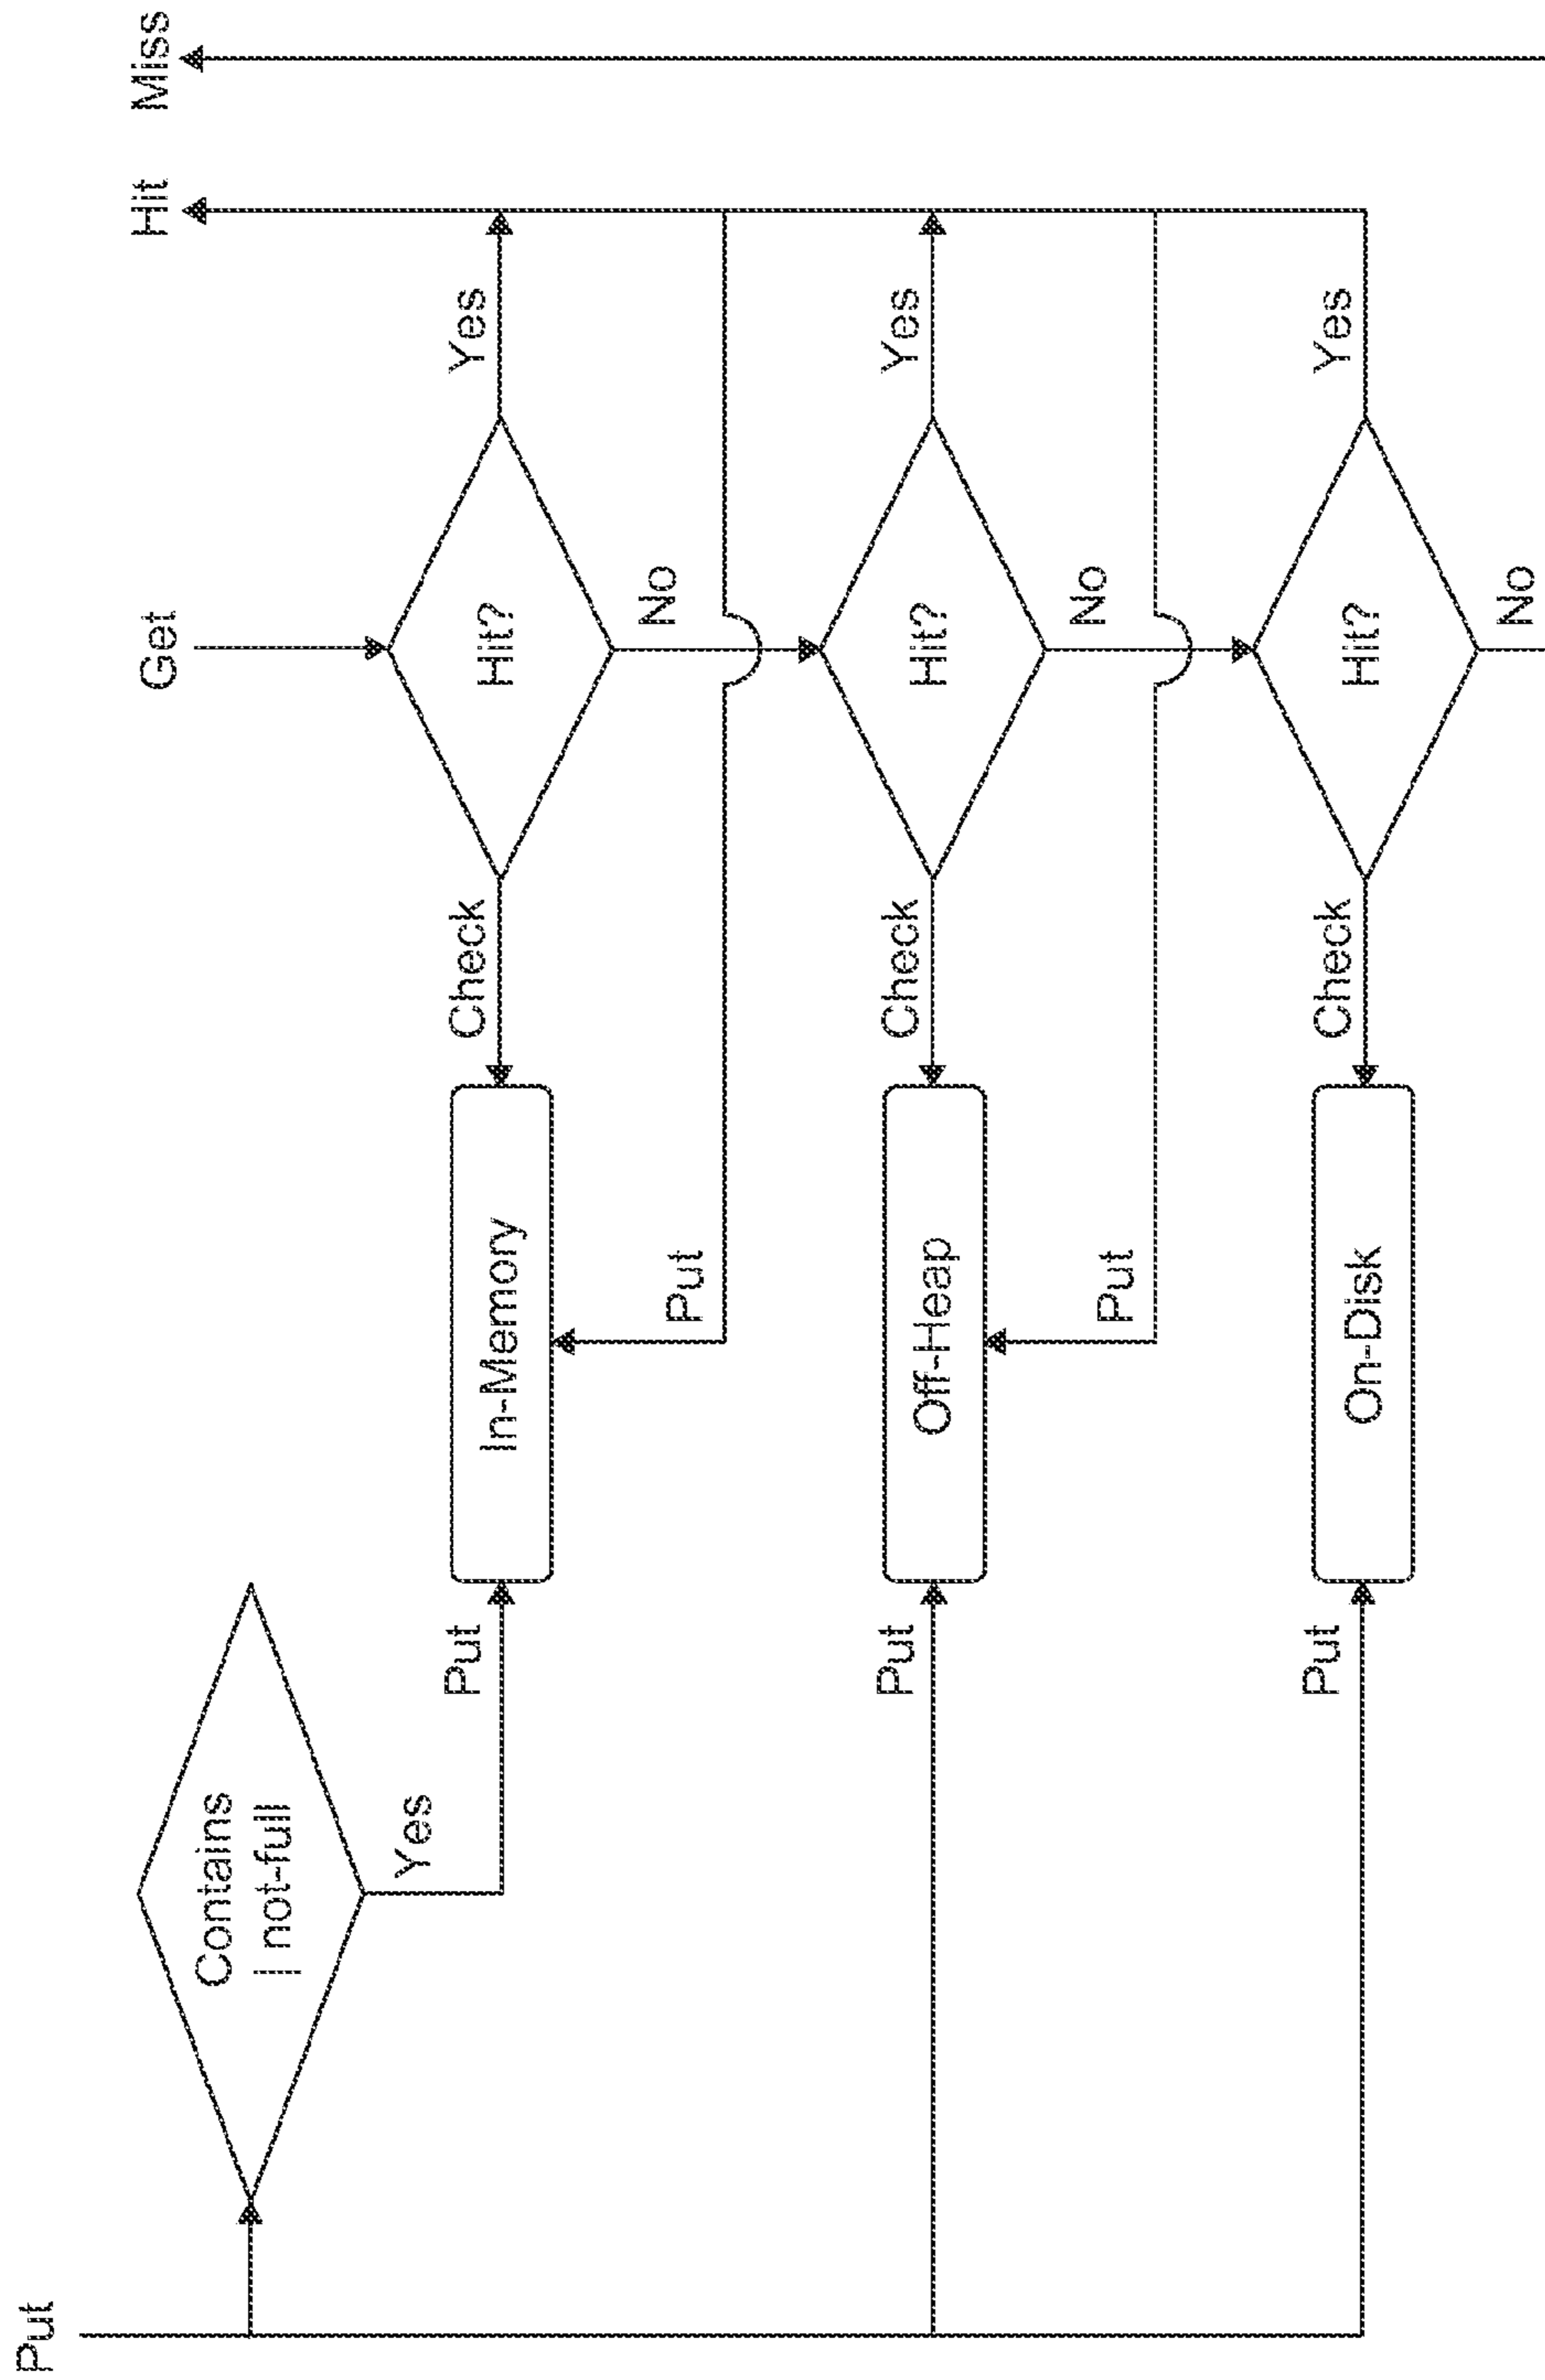 Put
Get
Hit
Miss
Contains
| not-full
Yes
Put
In-Memory
Check
Hit?
Yes
No
Put
Put
Off-Heap
Check
Hit?
Yes
No
Put
Put
On-Disk
Check
Hit?
Yes
No